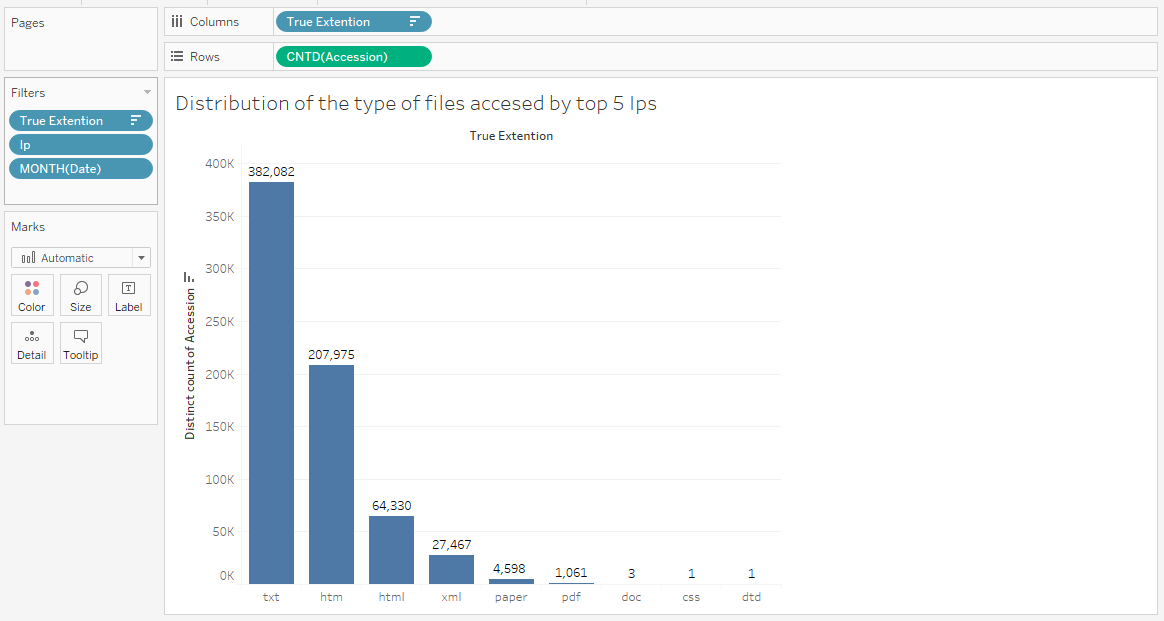 Pages
Columns
True Extention
Rows
CNTD(Accession)
Filters
True Extention
Ip
MONTH(Date)
Marks
Automatic
Color
Size
Label
Detail
Tooltip
Distribution of the type of files accesed by top 5 Ips
True Extention
Distinct count of Accession
400K
350K
300K
250K
200K
150K
100K
50K
0K
382,082
207,975
64,330
27,467
4,598
1,061
3
1
1
txt
htm
html
xml
paper
pdf
doc
css
dtd